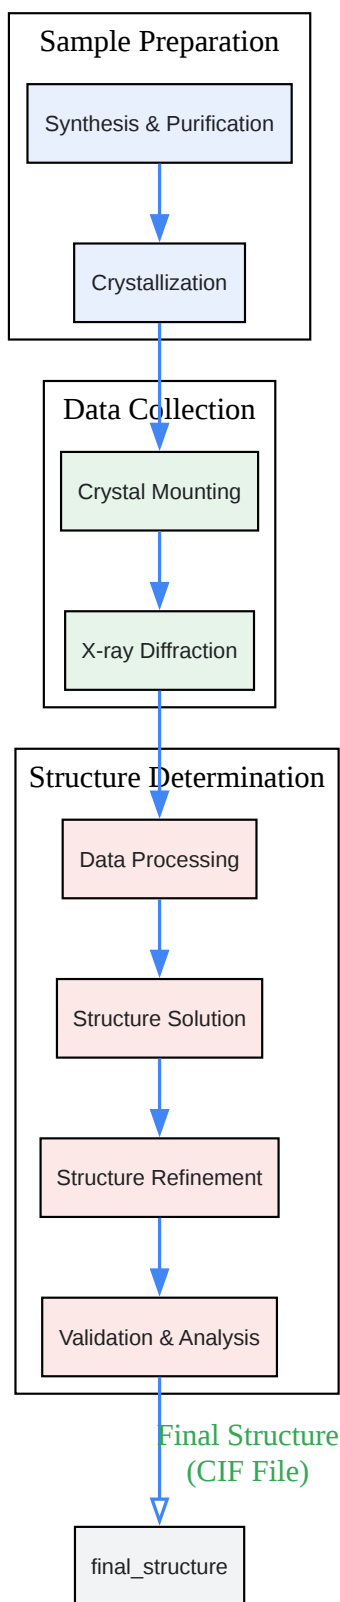 Sample Preparation
Synthesis & Purification
Crystallization
Data Collection
Crystal Mounting
X-ray Diffraction
Structure Determination
Data Processing
Structure Solution
Structure Refinement
Validation & Analysis
Final Structure
(CIF File)
final_structure